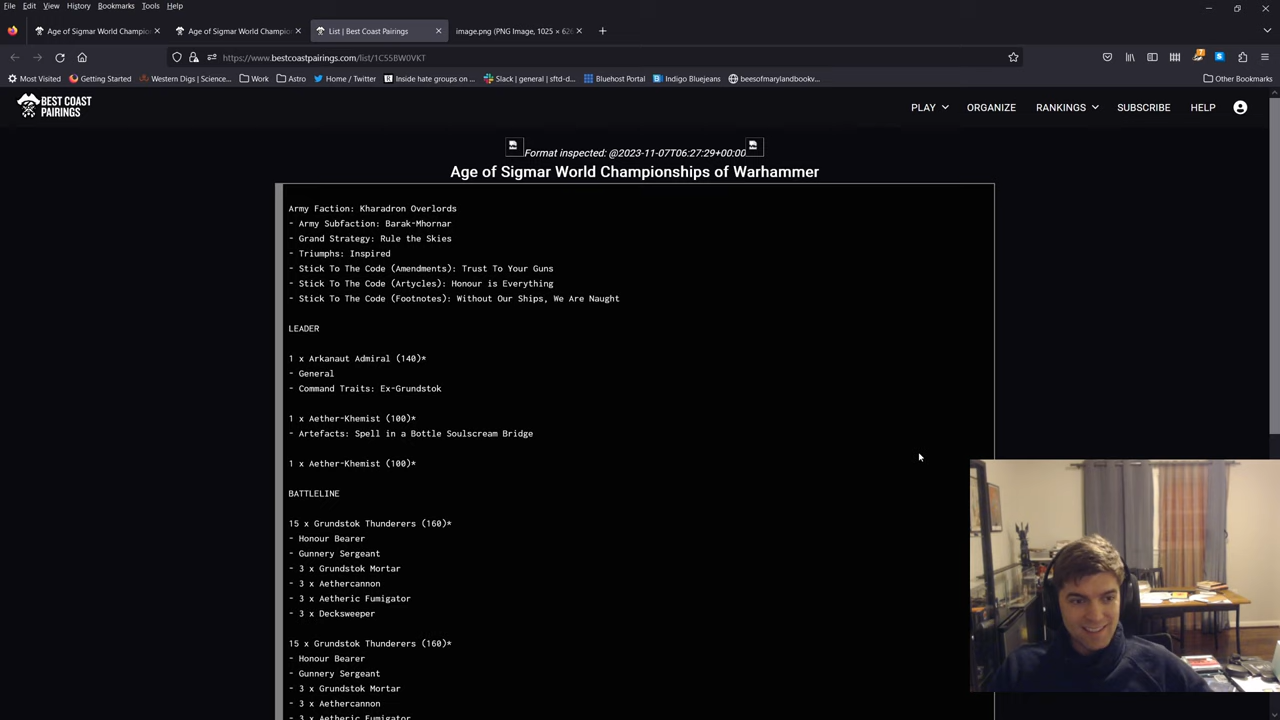 File Edit View History Bookmarks Tools Help
Age of Sigmar World Champion: × Age of Sigmar World Champion: × List | Best Coast Pairings × image.png (PNG Image, 1025 × 62 × +
https://www.bestcoastpairings.com/list/1C55BW0VKT
Most Visited Getting Started Western Digs | Science... Work Astro Home / Twitter Inside hate groups on ... Slack | general | sftd-d... Bluehost Portal Indigo Bluejeans beesofmarylandbookv... Other Bookmarks
BEST COAST PAIRINGS PLAY ORGANIZE RANKINGS SUBSCRIBE HELP
Format inspected: @2023-11-07T06:27:29+00:00
Age of Sigmar World Championships of Warhammer
Army Faction: Kharadron Overlords
- Army Subfaction: Barak-Mhornar
- Grand Strategy: Rule the Skies
- Triumphs: Inspired
- Stick To The Code (Amendments): Trust To Your Guns
- Stick To The Code (Artycles): Honour is Everything
- Stick To The Code (Footnotes): Without Our Ships, We Are Naught
LEADER
1 x Arkanaut Admiral (140)*
- General
- Command Traits: Ex-Grundstok
1 x Aether-Khemist (100)*
- Artefacts: Spell in a Bottle Soulscream Bridge
1 x Aether-Khemist (100)*
BATTLELINE
15 x Grundstok Thunderers (160)*
- Honour Bearer
- Gunnery Sergeant
- 3 x Grundstok Mortar
- 3 x Aethercannon
- 3 x Aetheric Fumigator
- 3 x Decksweeper
15 x Grundstok Thunderers (160)*
- Honour Bearer
- Gunnery Sergeant
- 3 x Grundstok Mortar
- 3 x Aethercannon
- 3 x Aetheric Fumigator